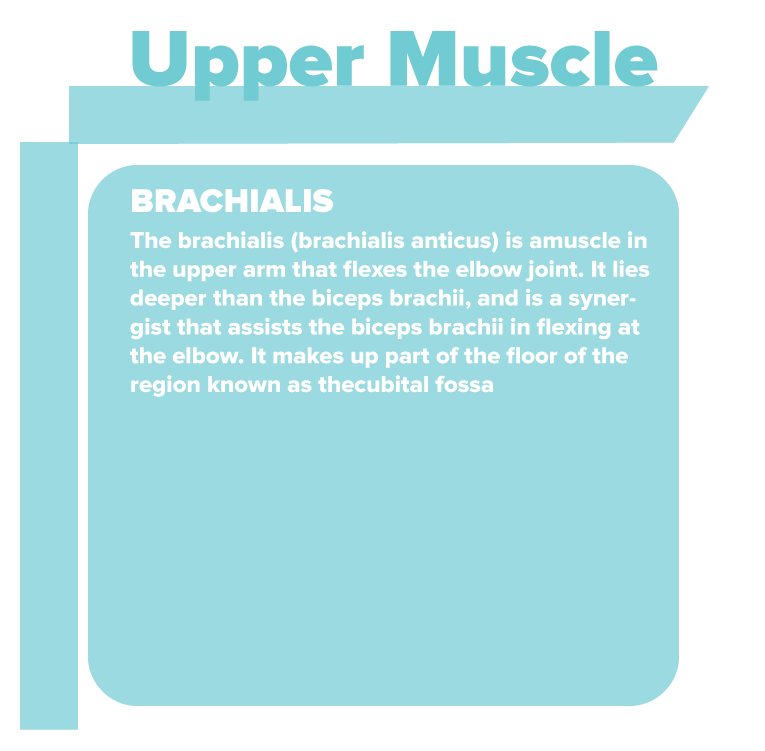 Upper Muscle
BRACHIALIS
The brachialis (brachialis anticus) is amuscle in
the upper arm that flexes the elbow joint. It lies
deeper than the biceps brachii, and is a syner-
gist that assists the biceps brachii in flexing at
the elbow. It makes up part of the floor of the
region known as thecubital fossa